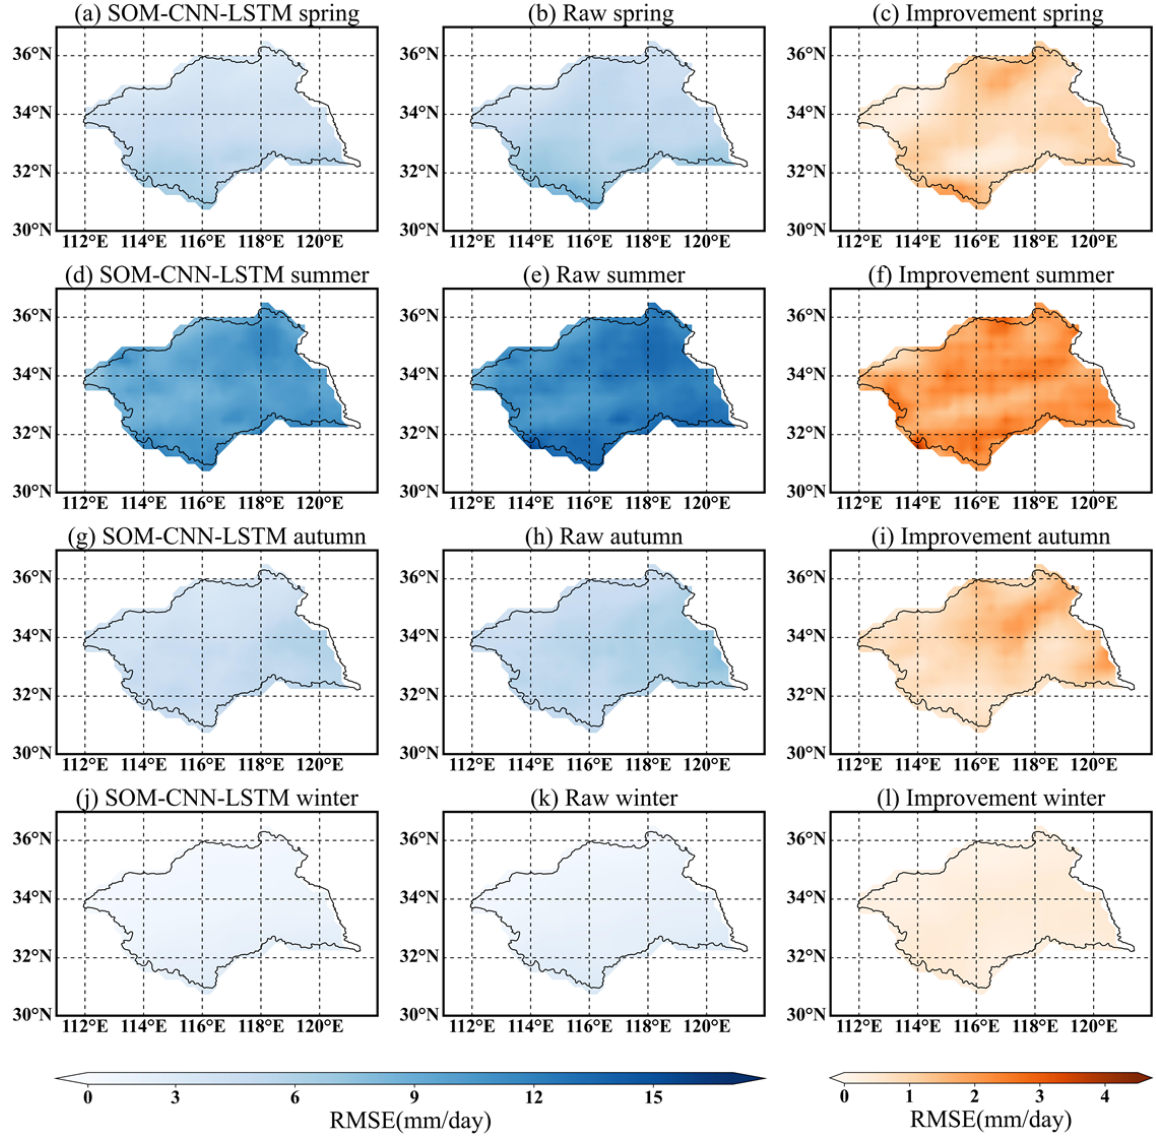 (a) SOM-CNN-LSTM spring (b) Raw spring (c) Improvement spring
36°N 36°N 36°N
34°N 34°N 34°N
32°N 32°N 32°N
30°N 30°N 30°N
112°E 114°E 116°E 118°E 120°E 112°E 114°E 116°E 118°E 120°E 112°E 114°E 116°E 118°E 120°E
(d) SOM-CNN-LSTM summer (e) Raw summer (f) Improvement summer
36°N 36°N 36°N
34°N 34°N 34°N
32°N 32°N 32°N
30°N 30°N 30°N
112°E 114°E 116°E 118°E 120°E 112°E 114°E 116°E 118°E 120°E 112°E 114°E 116°E 118°E 120°E
(g) SOM-CNN-LSTM autumn (h) Raw autumn (i) Improvement autumn
36°N 36°N 36°N
34°N 34°N 34°N
32°N 32°N 32°N
30°N 30°N 30°N
112°E 114°E 116°E 118°E 120°E 112°E 114°E 116°E 118°E 120°E 112°E 114°E 116°E 118°E 120°E
(j) SOM-CNN-LSTM winter (k) Raw winter (l) Improvement winter
36°N 36°N 36°N
34°N 34°N 34°N
32°N 32°N 32°N
30°N 30°N 30°N
112°E 114°E 116°E 118°E 120°E 112°E 114°E 116°E 118°E 120°E 112°E 114°E 116°E 118°E 120°E
0 3 6 9 12 15 0 1 2 3 4
RMSE(mm/day) RMSE(mm/day)